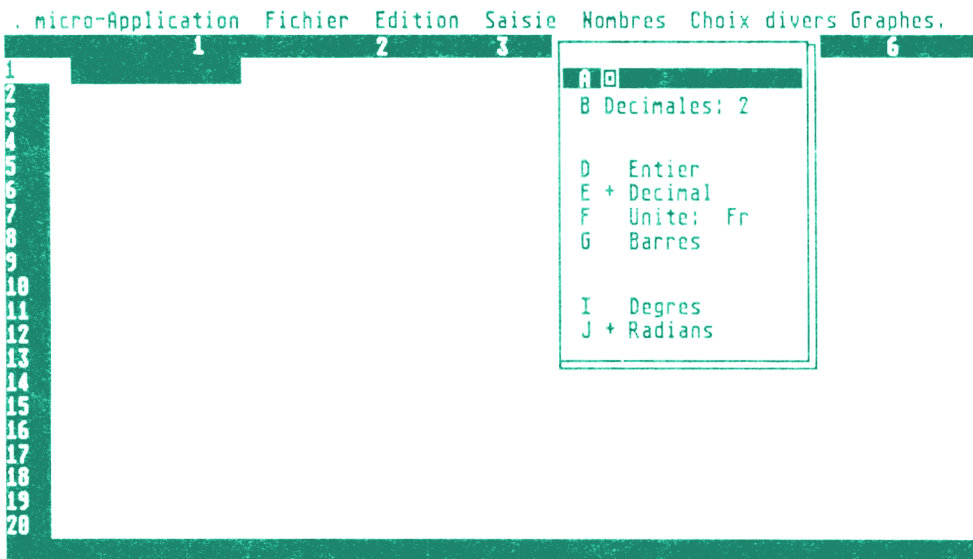 . micro-Application Fichier Edition Saisie Nombres Choix divers Graphes.
1 2 3 6
1
A
2
B Decimales: 2
3
4
5
D Entier
6
E + Decimal
7
F Unite: Fr
8
G Barres
9
10
11
I Degres
12
J + Radians
13
14
15
16
17
18
19
20